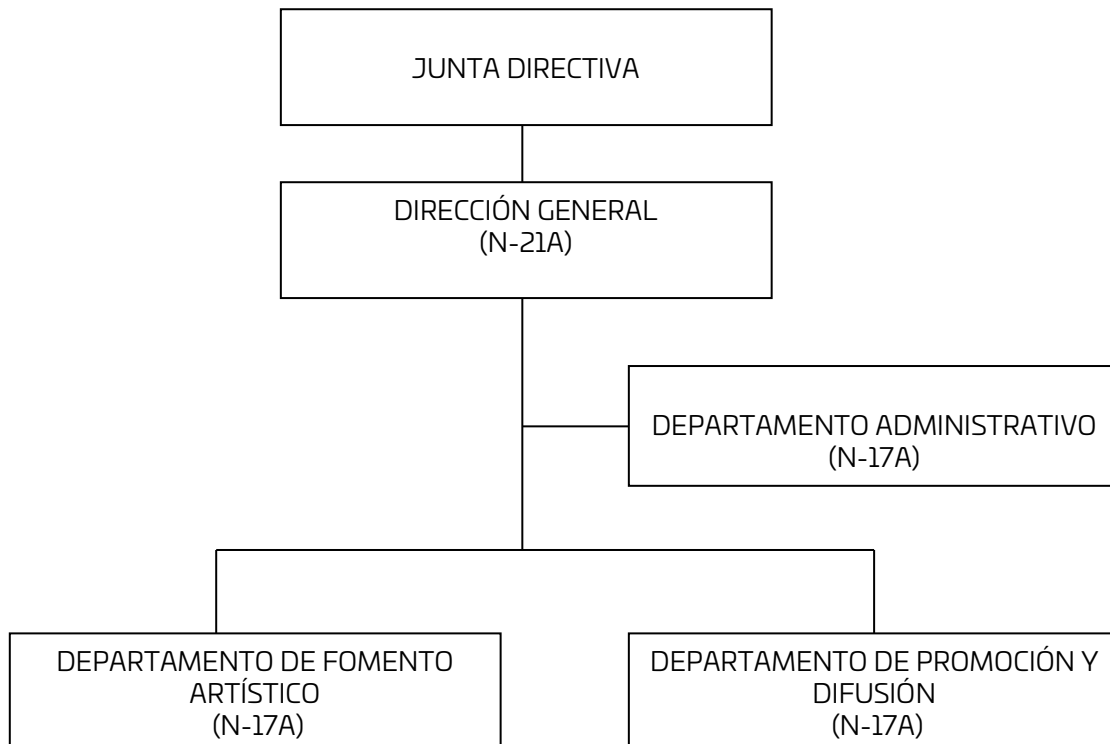 JUNTA DIRECTIVA
DIRECCIÓN GENERAL
(N-21A)
DEPARTAMENTO ADMINISTRATIVO
(N-17A)
DEPARTAMENTO DE FOMENTO
ARTÍSTICO
(N-17A)
DEPARTAMENTO DE PROMOCIÓN Y
DIFUSIÓN
(N-17A)